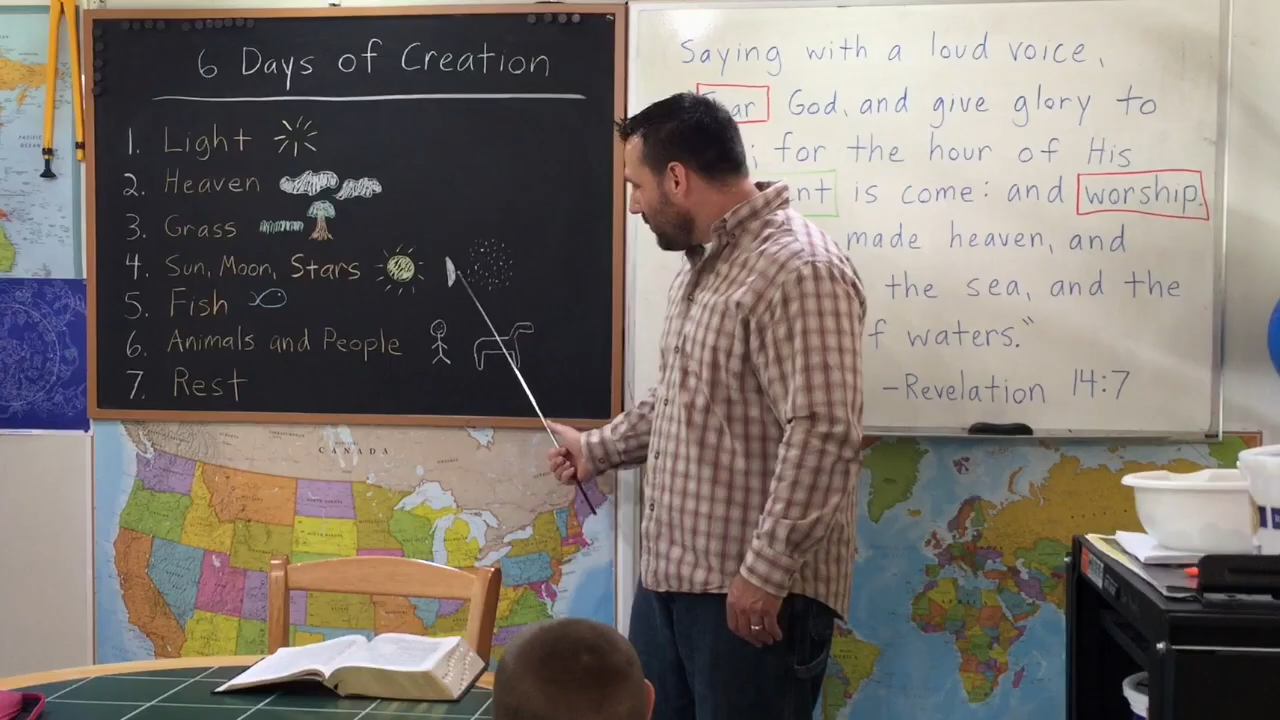 6 Days of Creation
1. Light
2. Heaven
3. Grass
4. Sun, Moon, Stars
5. Fish
6. Animals and People
7. Rest
Saying with a loud voice,
God, and give glory to
; for the hour of His
is come: and worship.
made heaven, and
the sea, and the
waters."
-Revelation 14:7
CANADA
PACIFIC OCEAN